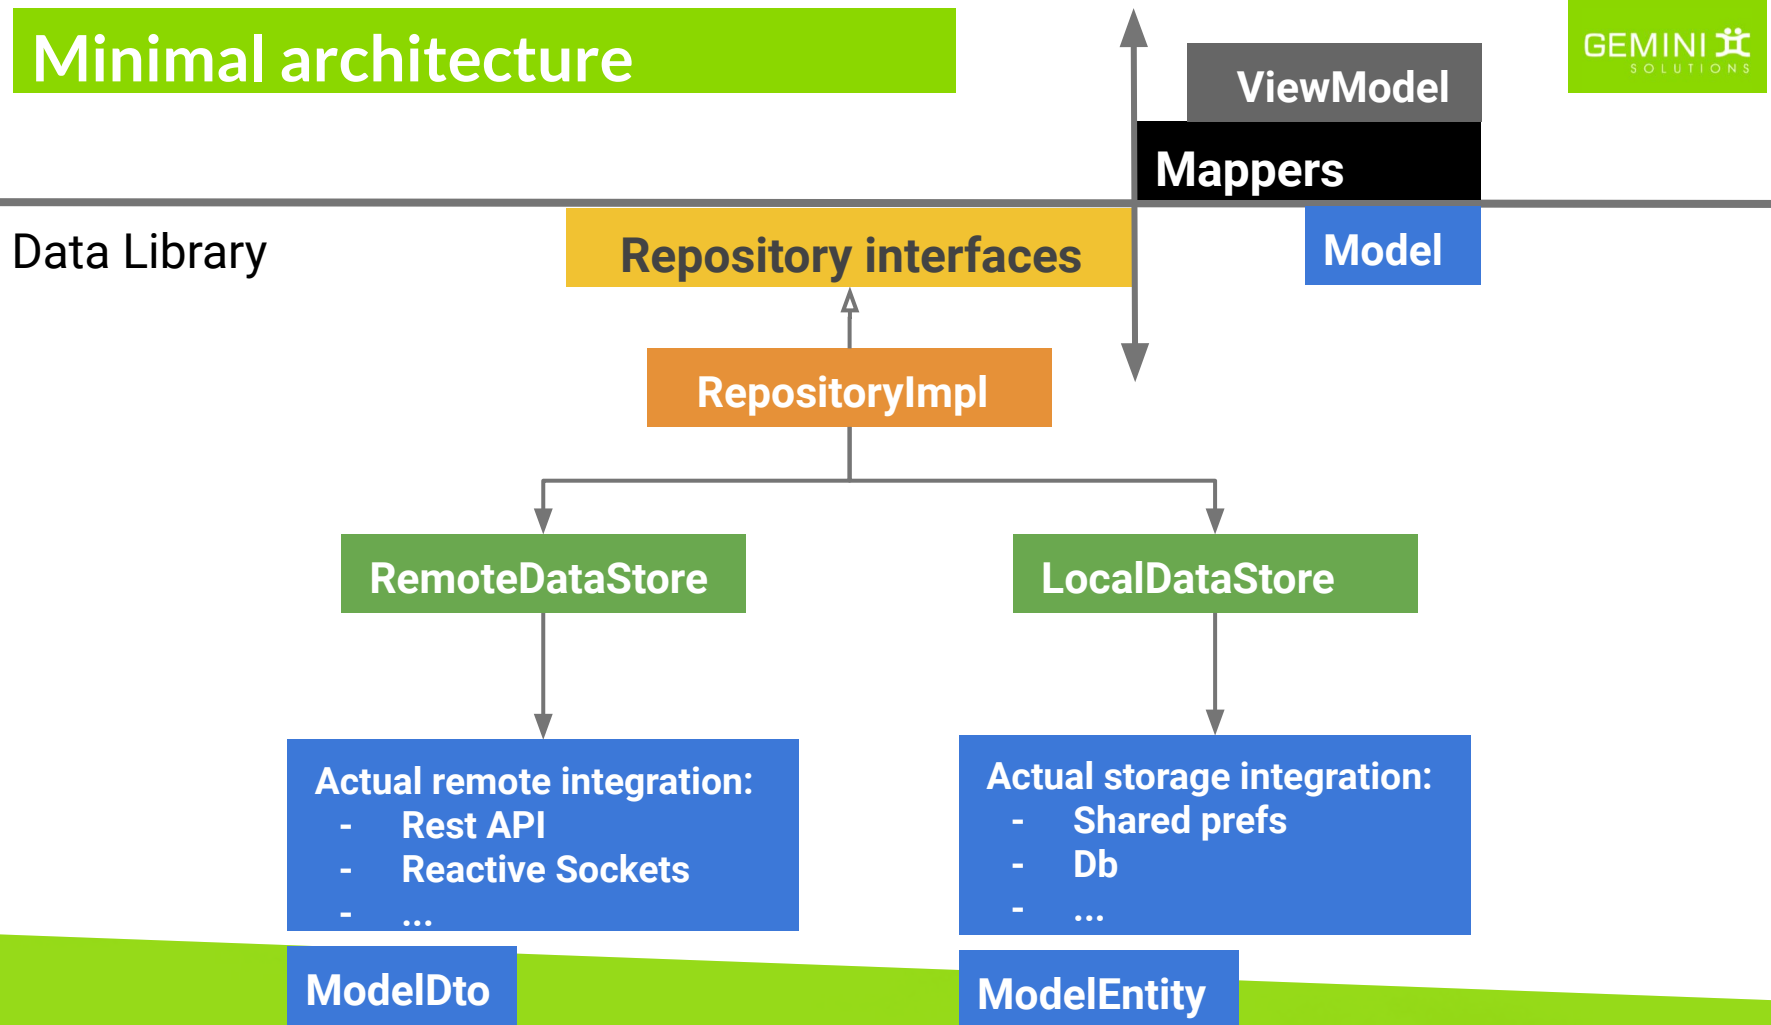 Minimal architecture
GEMINI
SOLUTIONS
ViewModel
Mappers
Data Library
Repository interfaces
Model
RepositoryImpl
RemoteDataStore
LocalDataStore
Actual remote integration:
- Rest API
- Reactive Sockets
- ...
Actual storage integration:
- Shared prefs
- Db
- ...
ModelDto
ModelEntity